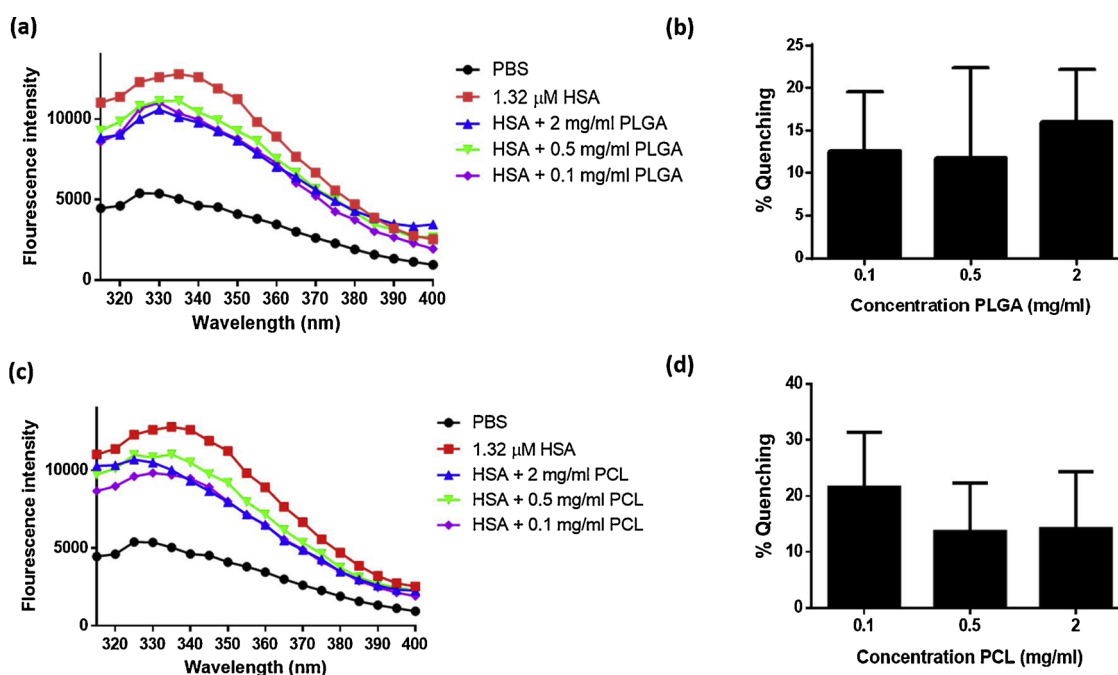 (a)
Flourescence intensity
10000
5000
0
320 330 340 350 360 370 380 390 400
Wavelength (nm)
PBS
1.32 μM HSA
HSA + 2 mg/ml PLGA
HSA + 0.5 mg/ml PLGA
HSA + 0.1 mg/ml PLGA
(b)
% Quenching
25
20
15
10
5
0
0.1 0.5 2
Concentration PLGA (mg/ml)
(c)
Flourescence intensity
10000
5000
0
320 330 340 350 360 370 380 390 400
Wavelength (nm)
PBS
1.32 μM HSA
HSA + 2 mg/ml PCL
HSA + 0.5 mg/ml PCL
HSA + 0.1 mg/ml PCL
(d)
% Quenching
40
30
20
10
0
0.1 0.5 2
Concentration PCL (mg/ml)